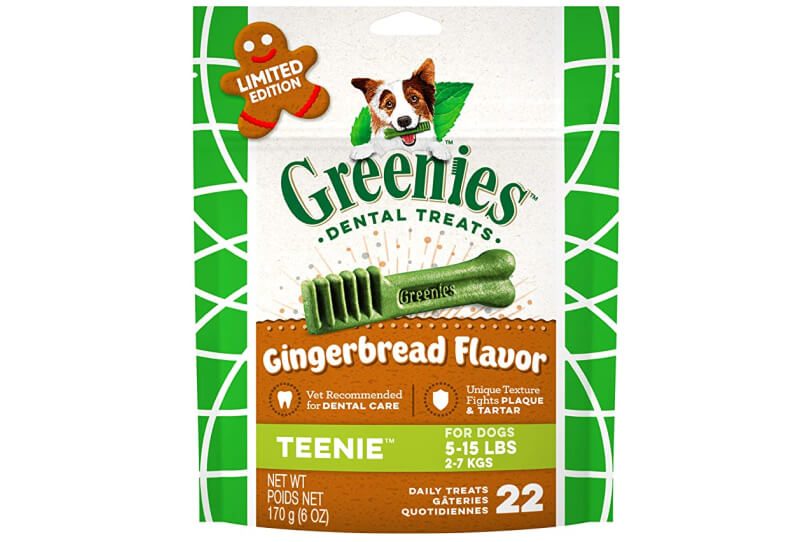 LIMITED
EDITION
Greenies™
DENTAL TREATS
Greenies
Gingerbread Flavor
Vet Recommended
for DENTAL CARE
Unique Texture
Fights PLAQUE
& TARTAR
TEENIE™
FOR DOGS
5-15 LBS
2-7 KGS
NET WT
POIDS NET
170 g (6 OZ)
DAILY TREATS
GÂTERIES
QUOTIDIENNES
22